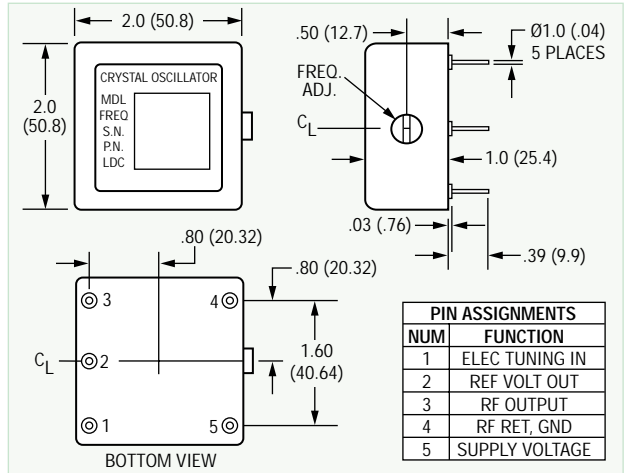 2.0 (50.8)
2.0
(50.8)
CRYSTAL OSCILLATOR
MDL
FREQ
S.N.
P.N.
LDC
.50 (12.7)
Ø1.0 (.04)
5 PLACES
FREQ.
ADJ.
CL
1.0 (25.4)
.03 (.76)
.39 (9.9)
.80 (20.32)
.80 (20.32)
3
4
CL
2
1.60
(40.64)
1
5
BOTTOM VIEW
PIN ASSIGNMENTS
NUM FUNCTION
1 ELEC TUNING IN
2 REF VOLT OUT
3 RF OUTPUT
4 RF RET, GND
5 SUPPLY VOLTAGE